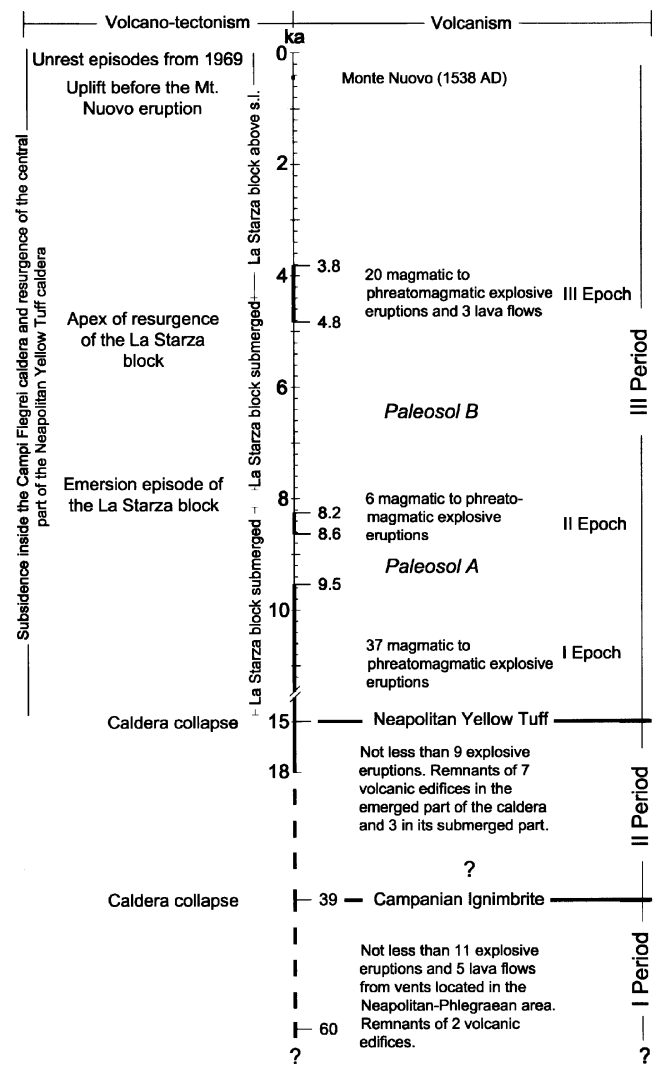 Volcano-tectonism
Volcanism
ka
0
Unrest episodes from 1969
Uplift before the Mt.
Nuovo eruption
Monte Nuovo (1538 AD)
2
La Starza block above s.l.
Subsidence inside the Campi Flegrei caldera and resurgence of the central
part of the Neapolitan Yellow Tuff caldera
3.8
4
20 magmatic to
phreatomagmatic explosive
eruptions and 3 lava flows
III Epoch
4.8
Apex of resurgence
of the La Starza
block
La Starza block submerged
III Period
6
Paleosol B
Emersion episode of
the La Starza block
8
8.2
8.6
6 magmatic to phreato-
magmatic explosive
eruptions
II Epoch
Paleosol A
9.5
La Starza block submerged
10
37 magmatic to
phreatomagmatic explosive
eruptions
I Epoch
Caldera collapse
15
Neapolitan Yellow Tuff
18
Not less than 9 explosive
eruptions. Remnants of 7
volcanic edifices in the
emerged part of the caldera
and 3 in its submerged part.
II Period
?
Caldera collapse
39
Campanian Ignimbrite
Not less than 11 explosive
eruptions and 5 lava flows
from vents located in the
Neapolitan-Phlegraean area.
Remnants of 2 volcanic
edifices.
I Period
60
?
?